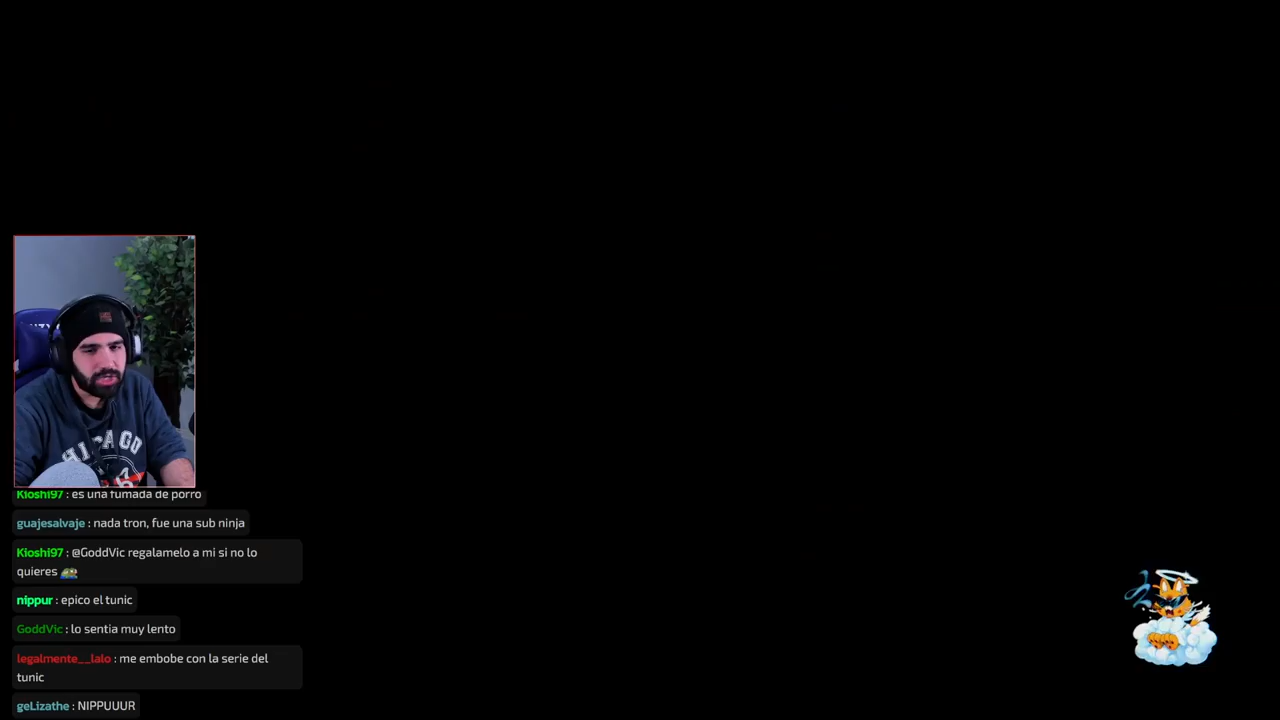 HICAGO
Kioshi97 : es una fumada de porro
guajesalvaje : nada tron, fue una sub ninja
Kioshi97 : @GoddVic regalamelo a mi si no lo
quieres
nippur : epico el tunic
GoddVic : lo sentia muy lento
legalmente__lalo : me embobe con la serie del
tunic
geLizathe : NIPPUUUR